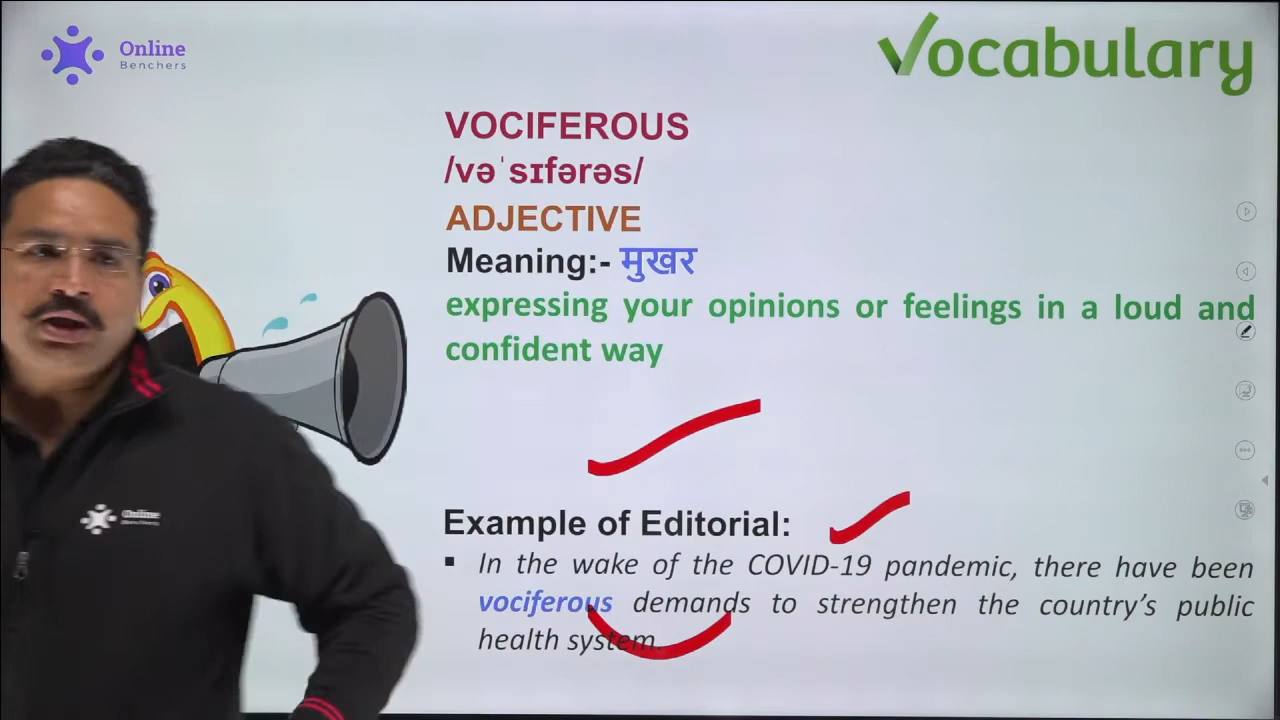 Online
Benchers
Vocabulary
VOCIFEROUS
/vəˈsɪfərəs/
ADJECTIVE
Meaning:- मुखर
expressing your opinions or feelings in a loud and
confident way
Example of Editorial:
▪ In the wake of the COVID-19 pandemic, there have been
vociferous demands to strengthen the country's public
health system.
Online